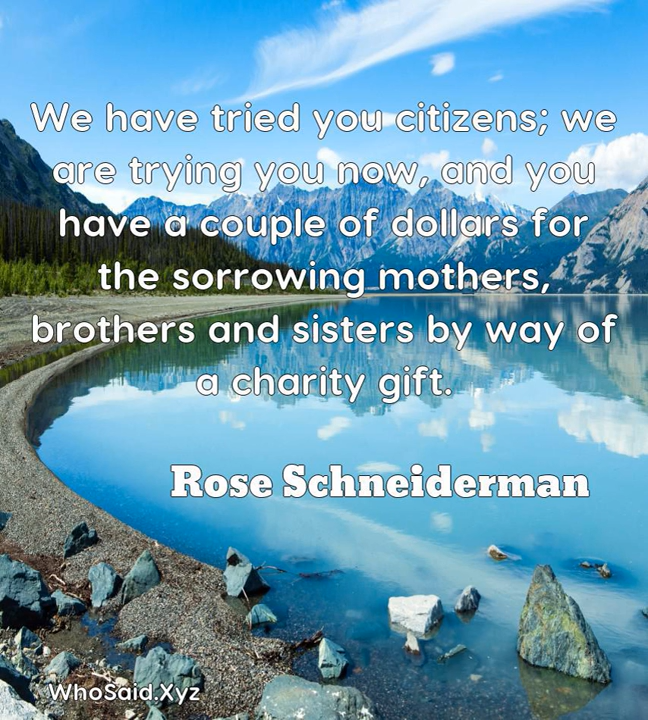 We have tried you citizens; we
are trying you now, and you
have a couple of dollars for
the sorrowing mothers,
brothers and sisters by way of
a charity gift.
Rose Schneiderman
WhoSaid.Xyz